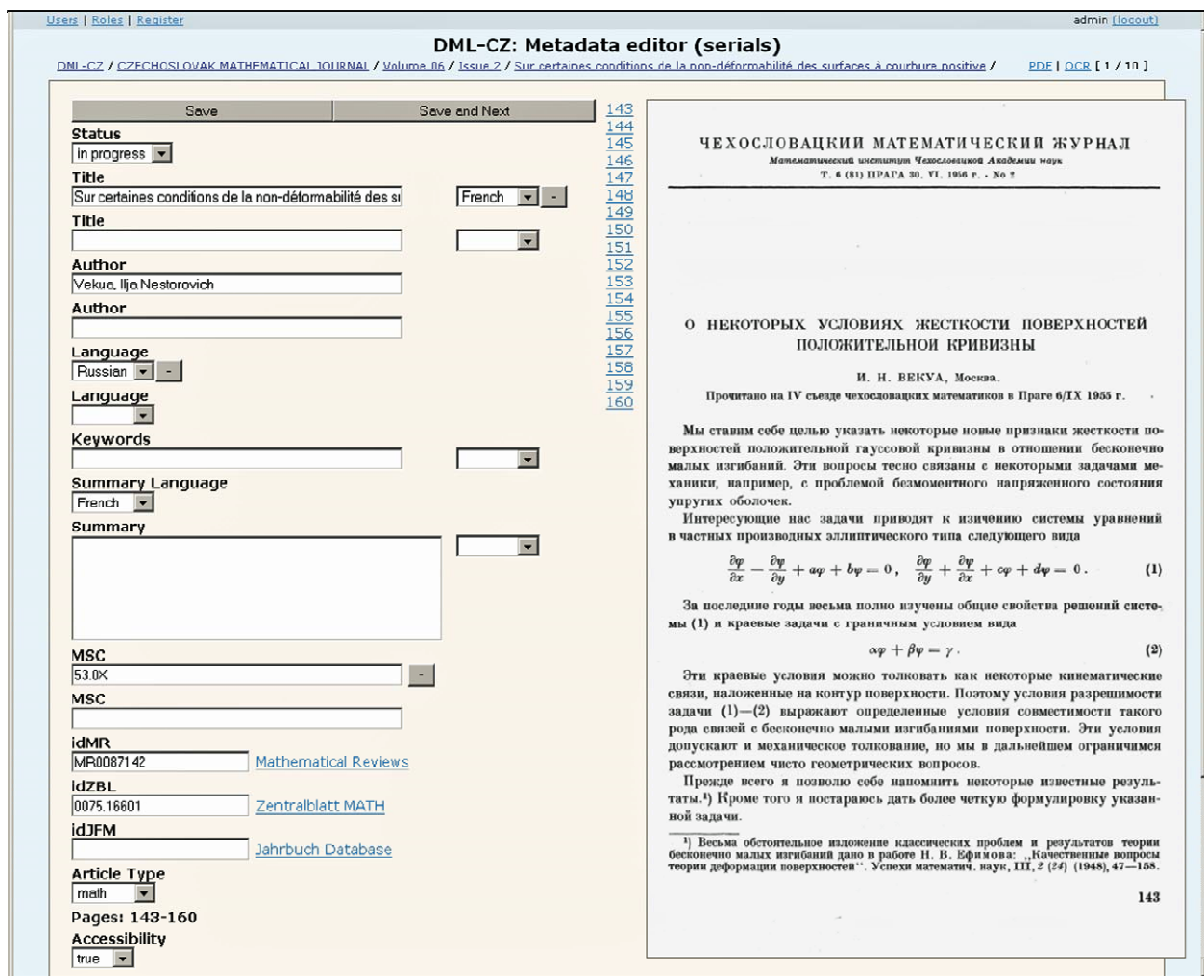 Users | Roles | Register
admin (logout)
DML-CZ: Metadata editor (serials)
DML-CZ / CZECHOSLOVAK MATHEMATICAL JOURNAL / Volume 06 / Issue 2 / Sur certaines conditions de la non-déformabilité des surfaces à courbure positive /
PDF | OCR [ 1 / 18 ]
Save
Save and Next
Status
In progress
Title
Sur certaines conditions de la non-déformabilité des su
French
-
Title
Author
Vekua, Ilja Nestorovich
Author
Language
Russian
-
Language
Keywords
Summary Language
French
Summary
MSC
53.0X
-
MSC
idMR
MR0087142
Mathematical Reviews
idZBL
0075.16601
Zentralblatt MATH
idJFM
Jahrbuch Database
Article Type
math
Pages: 143-160
Accessibility
true
143
144
145
146
147
148
149
150
151
152
153
154
155
156
157
158
159
160
ЧЕХОСЛОВАЦКИЙ МАТЕМАТИЧЕСКИЙ ЖУРНАЛ
Математический институт Чехословацкой Академии наук
Т. 6 (81) ПРАГА 30. VI. 1956 г. - No 2
О НЕКОТОРЫХ УСЛОВИЯХ ЖЕСТКОСТИ ПОВЕРХНОСТЕЙ
ПОЛОЖИТЕЛЬНОЙ КРИВИЗНЫ
И. Н. ВЕКУА, Москва.
Прочитано на IV съезде чехословацких математиков в Праге 6/IX 1955 г.
Мы ставим себе целью указать некоторые новые признаки жесткости по-
верхностей положительной гауссовой кривизны в отношении бесконечно
малых изгибаний. Эти вопросы тесно связаны с некоторыми задачами ме-
ханики, например, с проблемой безмоментного напряженного состояния
упругих оболочек.
Интересующие нас задачи приводят к изичению системы уравнений
в частных производных эллиптического типа следующего вида
∂φ/∂x − ∂ψ/∂y + aφ + bψ = 0, ∂φ/∂y + ∂ψ/∂x + cφ + dψ = 0. (1)
За последние годы весьма полно изучены общие свойства решений систе-
мы (1) и краевые задачи с граничным условием вида
αφ + βψ = γ. (2)
Эти краевые условия можно толковать как некоторые кинематические
связи, наложенные на контур поверхности. Поэтому условия разрешимости
задачи (1)—(2) выражают определенные условия совместимости такого
рода связей с бесконечно малыми изгибаниями поверхности. Эти условия
допускают и механическое толкование, но мы в дальнейшем ограничимся
рассмотрением чисто геометрических вопросов.
Прежде всего я позволю себе напомнить некоторые известные резуль-
таты.¹) Кроме того я постараюсь дать более четкую формулировку указан-
ной задачи.
¹) Весьма обстоятельное изложение классических проблем и результатов теории
бесконечно малых изгибаний дано в работе Н. В. Ефимова: „Качественные вопросы
теории деформации поверхностей“. Успехи математич. наук, III, 2 (24) (1948), 47—158.
143